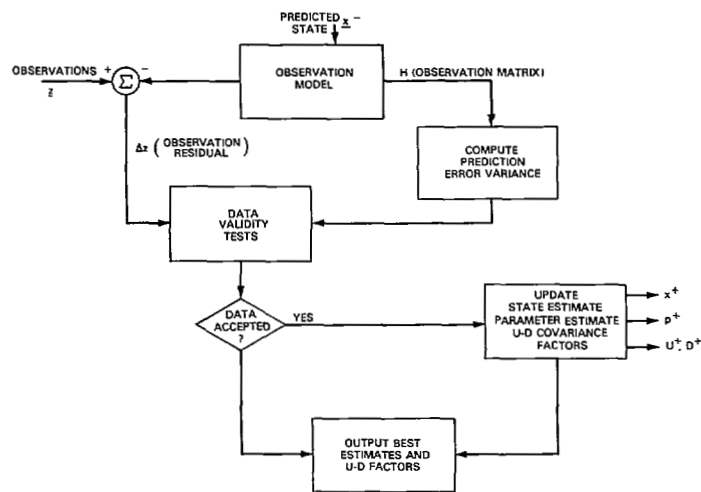 PREDICTED
STATE x⁻
OBSERVATIONS + Σ -
z
OBSERVATION
MODEL
H (OBSERVATION MATRIX)
Δz ( OBSERVATION
RESIDUAL )
COMPUTE
PREDICTION
ERROR VARIANCE
DATA
VALIDITY
TESTS
DATA
ACCEPTED
?
YES
UPDATE
STATE ESTIMATE
PARAMETER ESTIMATE
U-D COVARIANCE
FACTORS
x⁺
p⁺
U⁺, D⁺
OUTPUT BEST
ESTIMATES AND
U-D FACTORS